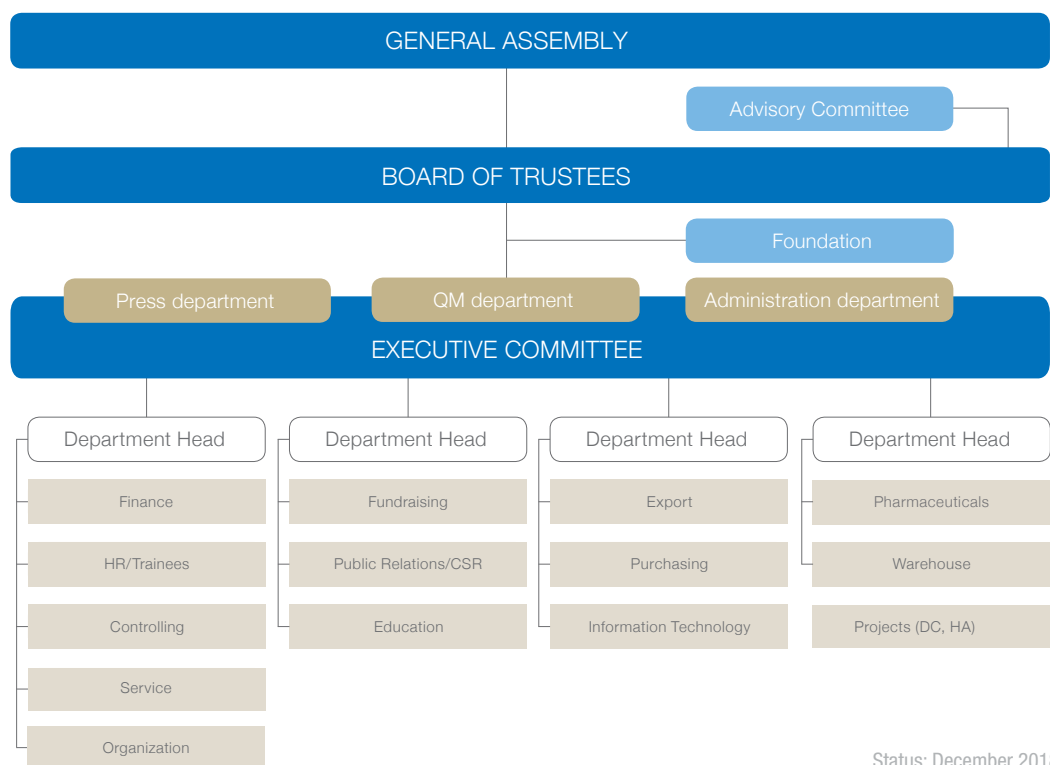 GENERAL ASSEMBLY
Advisory Committee
BOARD OF TRUSTEES
Foundation
Press department
QM department
Administration department
EXECUTIVE COMMITTEE
Department Head
Department Head
Department Head
Department Head
Finance
Fundraising
Export
Pharmaceuticals
HR/Trainees
Public Relations/CSR
Purchasing
Warehouse
Controlling
Education
Information Technology
Projects (DC, HA)
Service
Organization
Status: December